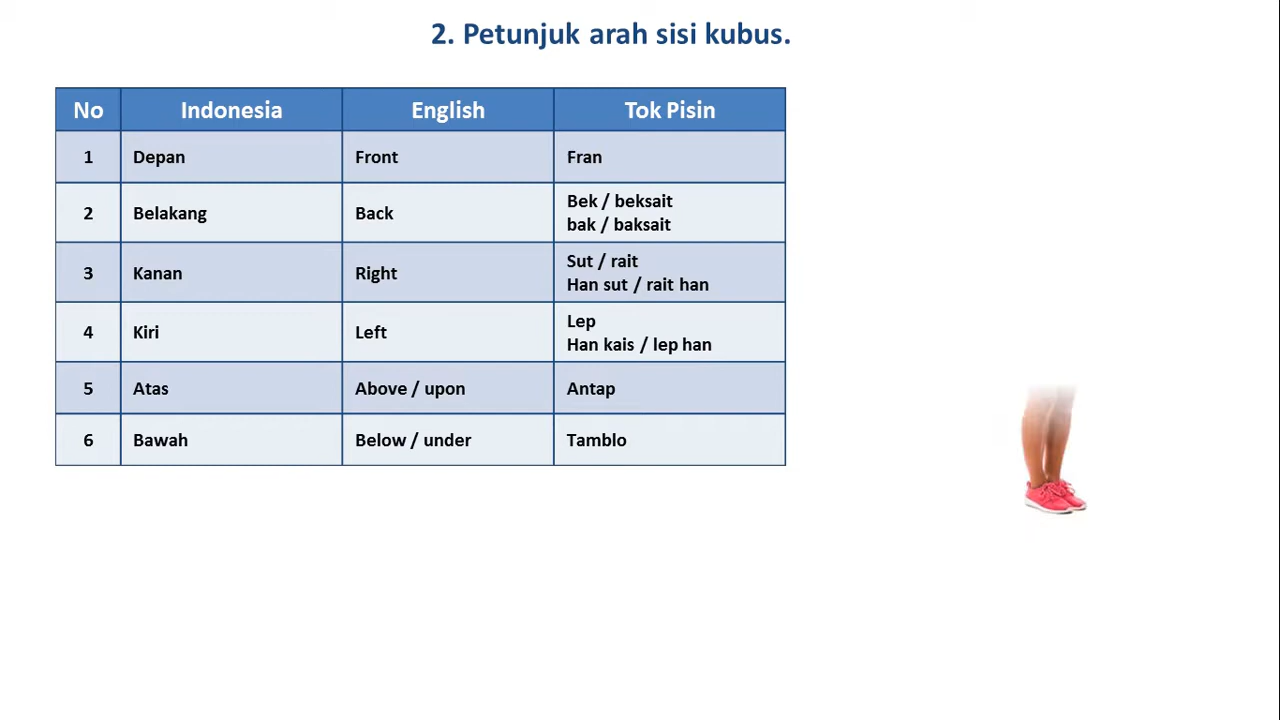 2. Petunjuk arah sisi kubus.
No Indonesia English Tok Pisin
1 Depan Front Fran
2 Belakang Back Bek / beksait
bak / baksait
3 Kanan Right Sut / rait
Han sut / rait han
4 Kiri Left Lep
Han kais / lep han
5 Atas Above / upon Antap
6 Bawah Below / under Tamblo